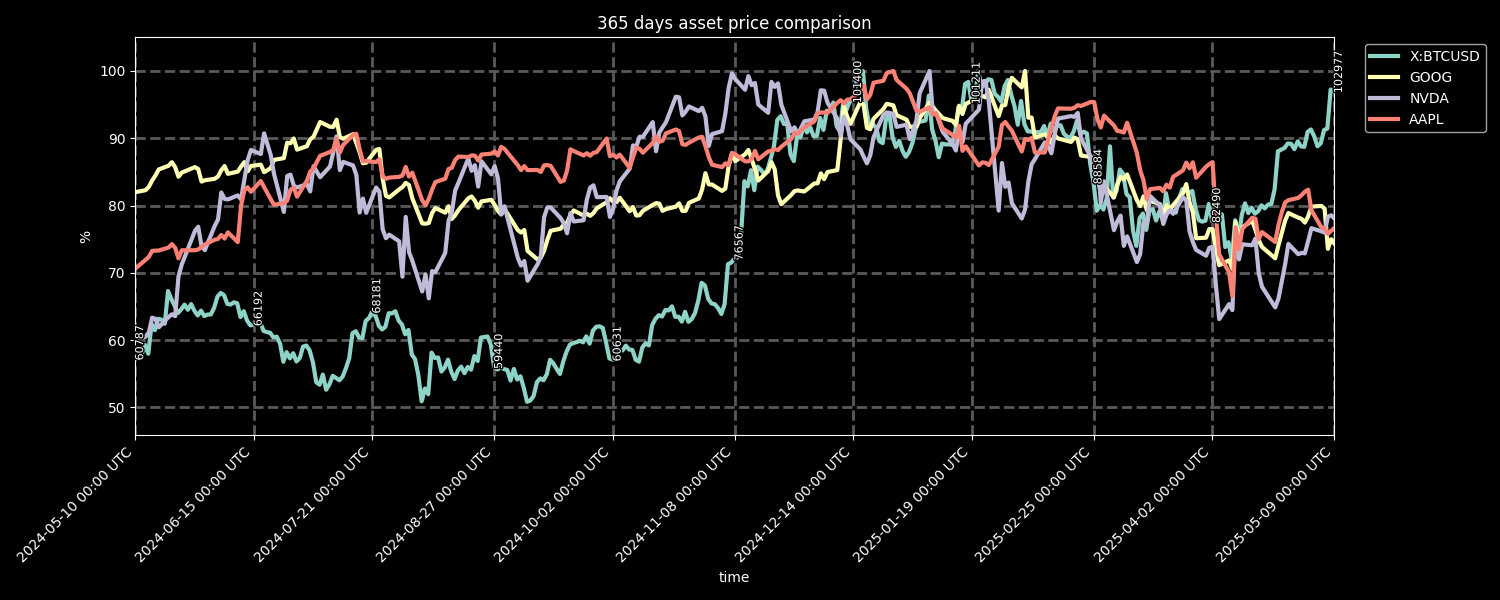 365 days asset price comparison
X:BTCUSD
GOOG
NVDA
AAPL
%
100
90
80
70
60
50
60787
66192
68181
59440
60631
76567
101400
101211
88584
82490
102977
2024-05-10 00:00 UTC
2024-06-15 00:00 UTC
2024-07-21 00:00 UTC
2024-08-27 00:00 UTC
2024-10-02 00:00 UTC
2024-11-08 00:00 UTC
2024-12-14 00:00 UTC
2025-01-19 00:00 UTC
2025-02-25 00:00 UTC
2025-04-02 00:00 UTC
2025-05-09 00:00 UTC
time